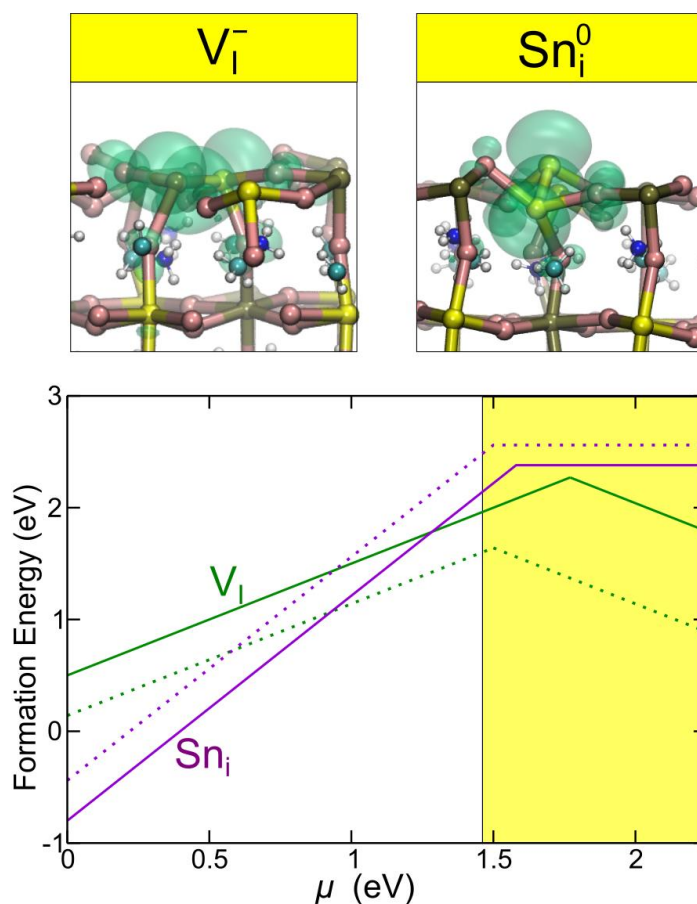 V_I^-
Sn_i^0
Formation Energy (eV)
3
2
1
0
-1
V_I
Sn_i
0
0.5
1
1.5
2
μ (eV)